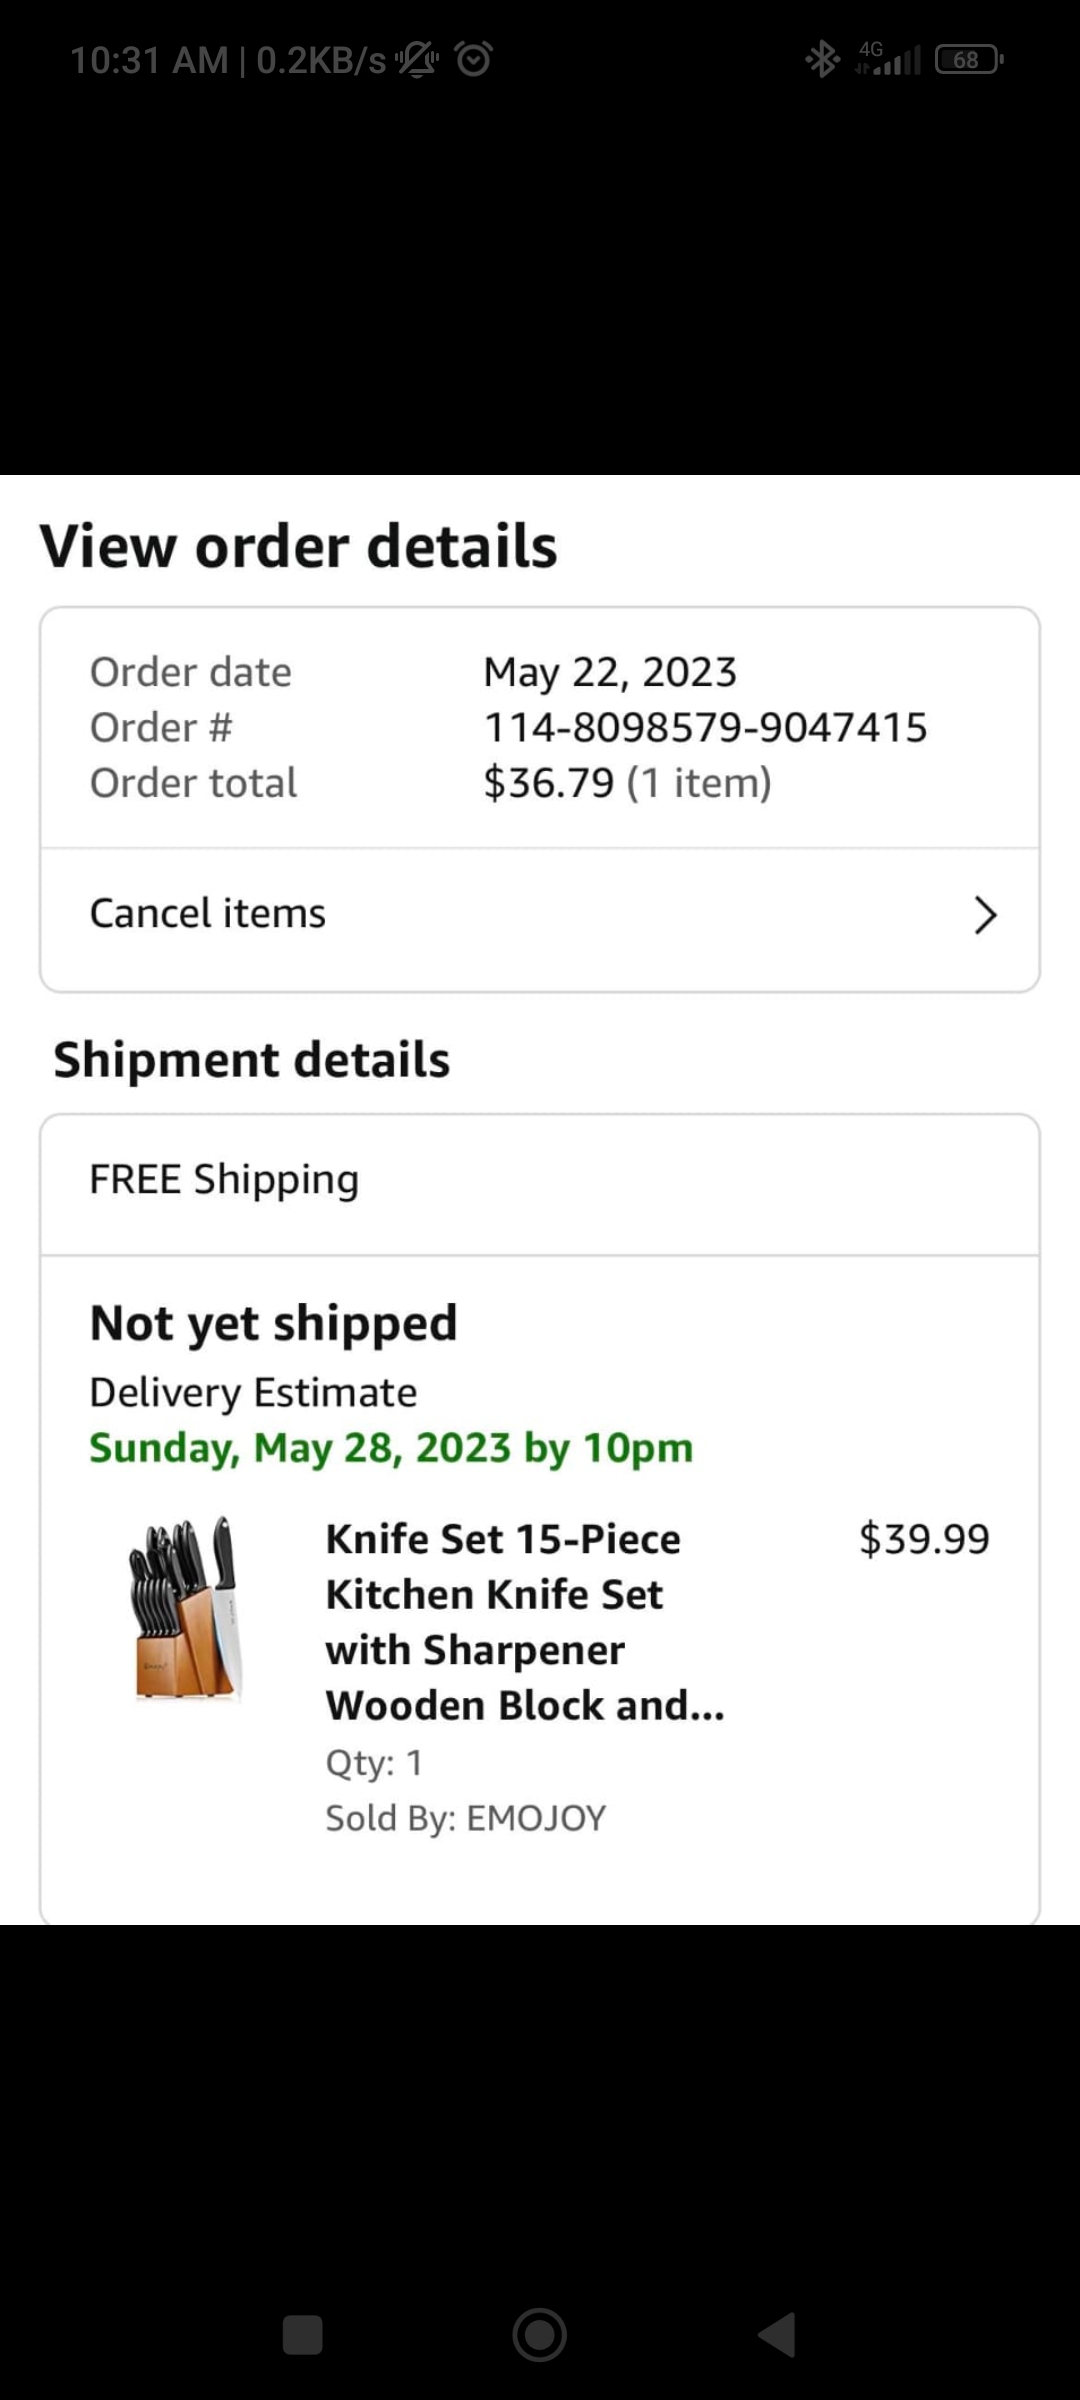 10:31 AM | 0.2KB/s
4G
68
View order details
Order date May 22, 2023
Order # 114-8098579-9047415
Order total $36.79 (1 item)
Cancel items
Shipment details
FREE Shipping
Not yet shipped
Delivery Estimate
Sunday, May 28, 2023 by 10pm
Knife Set 15-Piece $39.99
Kitchen Knife Set
with Sharpener
Wooden Block and...
Qty: 1
Sold By: EMOJOY